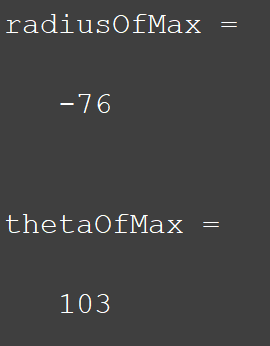 radiusOfMax =
-76
thetaOfMax =
103